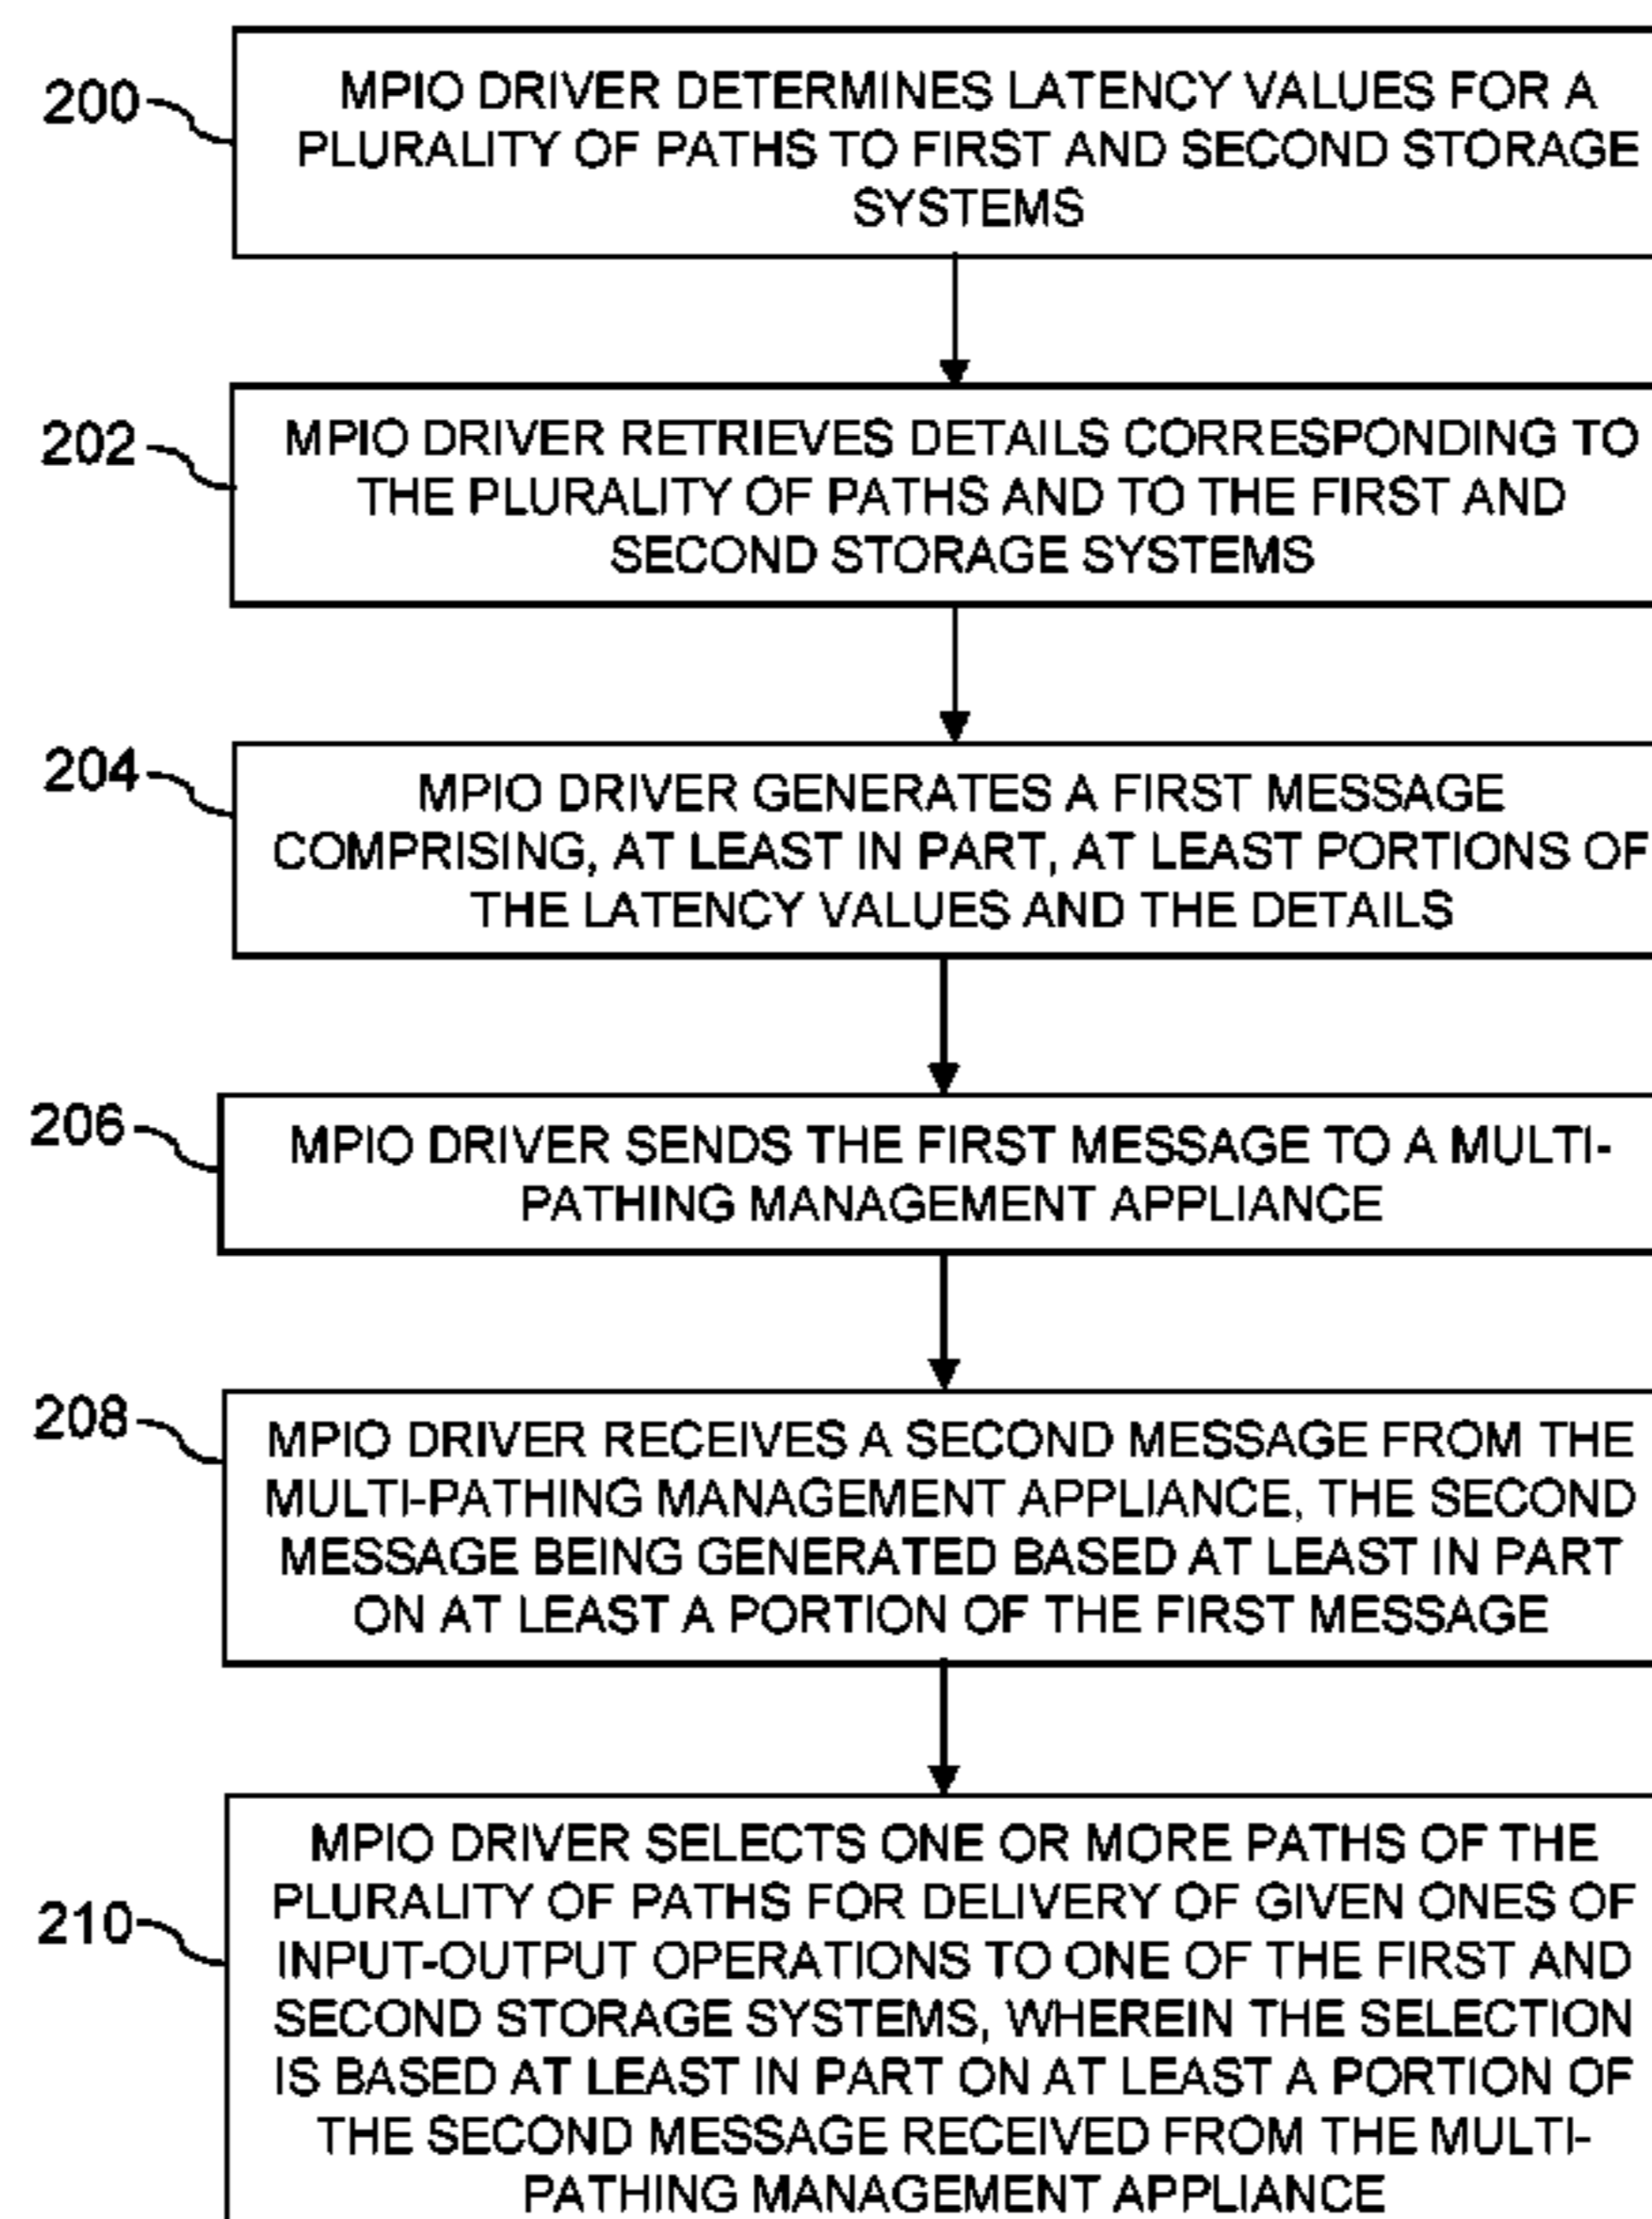 200
MPIO DRIVER DETERMINES LATENCY VALUES FOR A
PLURALITY OF PATHS TO FIRST AND SECOND STORAGE
SYSTEMS
202
MPIO DRIVER RETRIEVES DETAILS CORRESPONDING TO
THE PLURALITY OF PATHS AND TO THE FIRST AND
SECOND STORAGE SYSTEMS
204
MPIO DRIVER GENERATES A FIRST MESSAGE
COMPRISING, AT LEAST IN PART, AT LEAST PORTIONS OF
THE LATENCY VALUES AND THE DETAILS
206
MPIO DRIVER SENDS THE FIRST MESSAGE TO A MULTI-
PATHING MANAGEMENT APPLIANCE
208
MPIO DRIVER RECEIVES A SECOND MESSAGE FROM THE
MULTI-PATHING MANAGEMENT APPLIANCE, THE SECOND
MESSAGE BEING GENERATED BASED AT LEAST IN PART
ON AT LEAST A PORTION OF THE FIRST MESSAGE
210
MPIO DRIVER SELECTS ONE OR MORE PATHS OF THE
PLURALITY OF PATHS FOR DELIVERY OF GIVEN ONES OF
INPUT-OUTPUT OPERATIONS TO ONE OF THE FIRST AND
SECOND STORAGE SYSTEMS, WHEREIN THE SELECTION
IS BASED AT LEAST IN PART ON AT LEAST A PORTION OF
THE SECOND MESSAGE RECEIVED FROM THE MULTI-
PATHING MANAGEMENT APPLIANCE